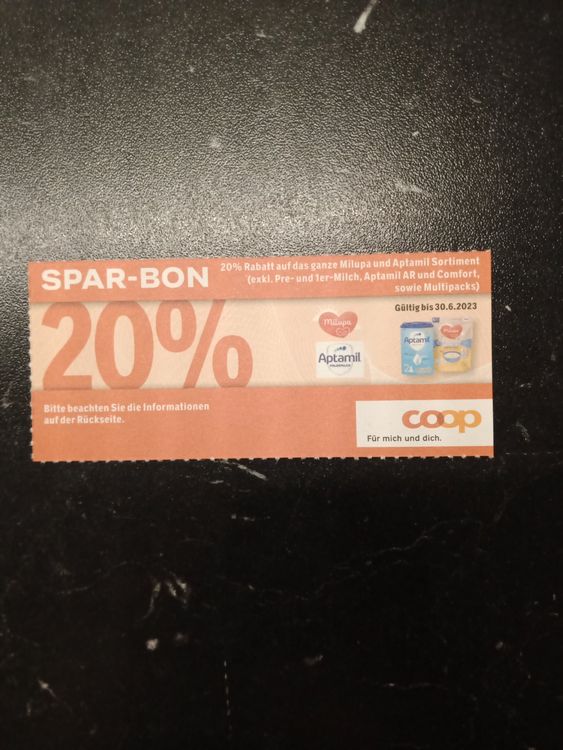 SPAR-BON
20% Rabatt auf das ganze Milupa und Aptamil Sortiment
(exkl. Pre- und 1er-Milch, Aptamil AR und Comfort,
sowie Multipacks)
Gültig bis 30.6.2023
20%
milupa
Aptamil
Aptamil
Bitte beachten Sie die Informationen
auf der Rückseite.
coop
Für mich und dich.